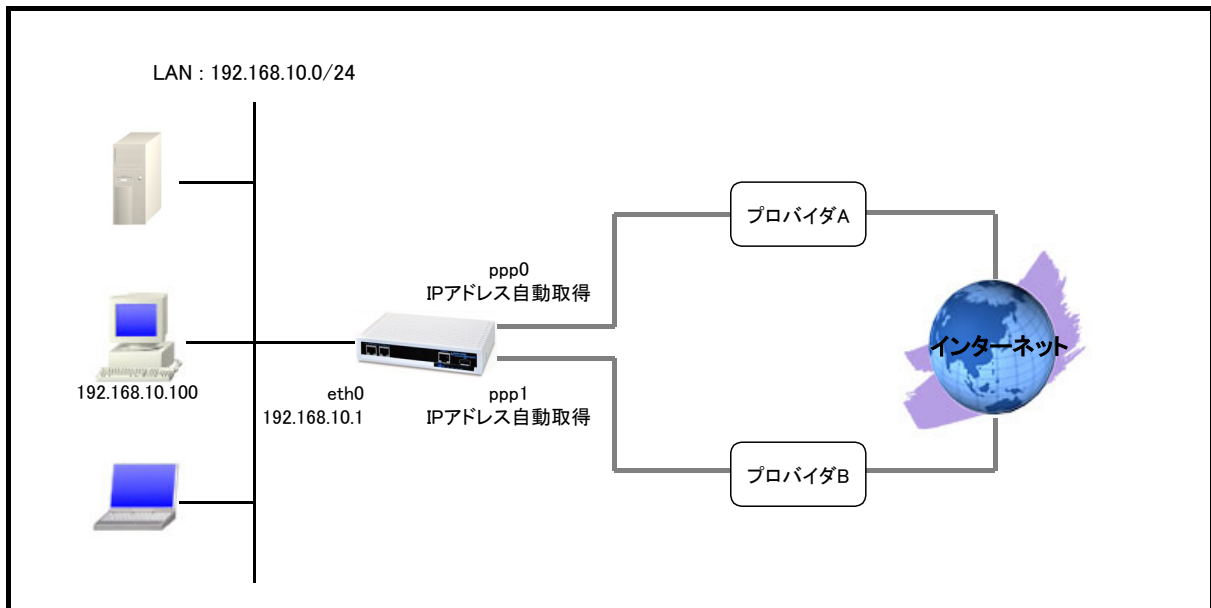 LAN : 192.168.10.0/24
プロバイダA
ppp0
IPアドレス自動取得
インターネット
192.168.10.100
eth0
192.168.10.1
ppp1
IPアドレス自動取得
プロバイダB